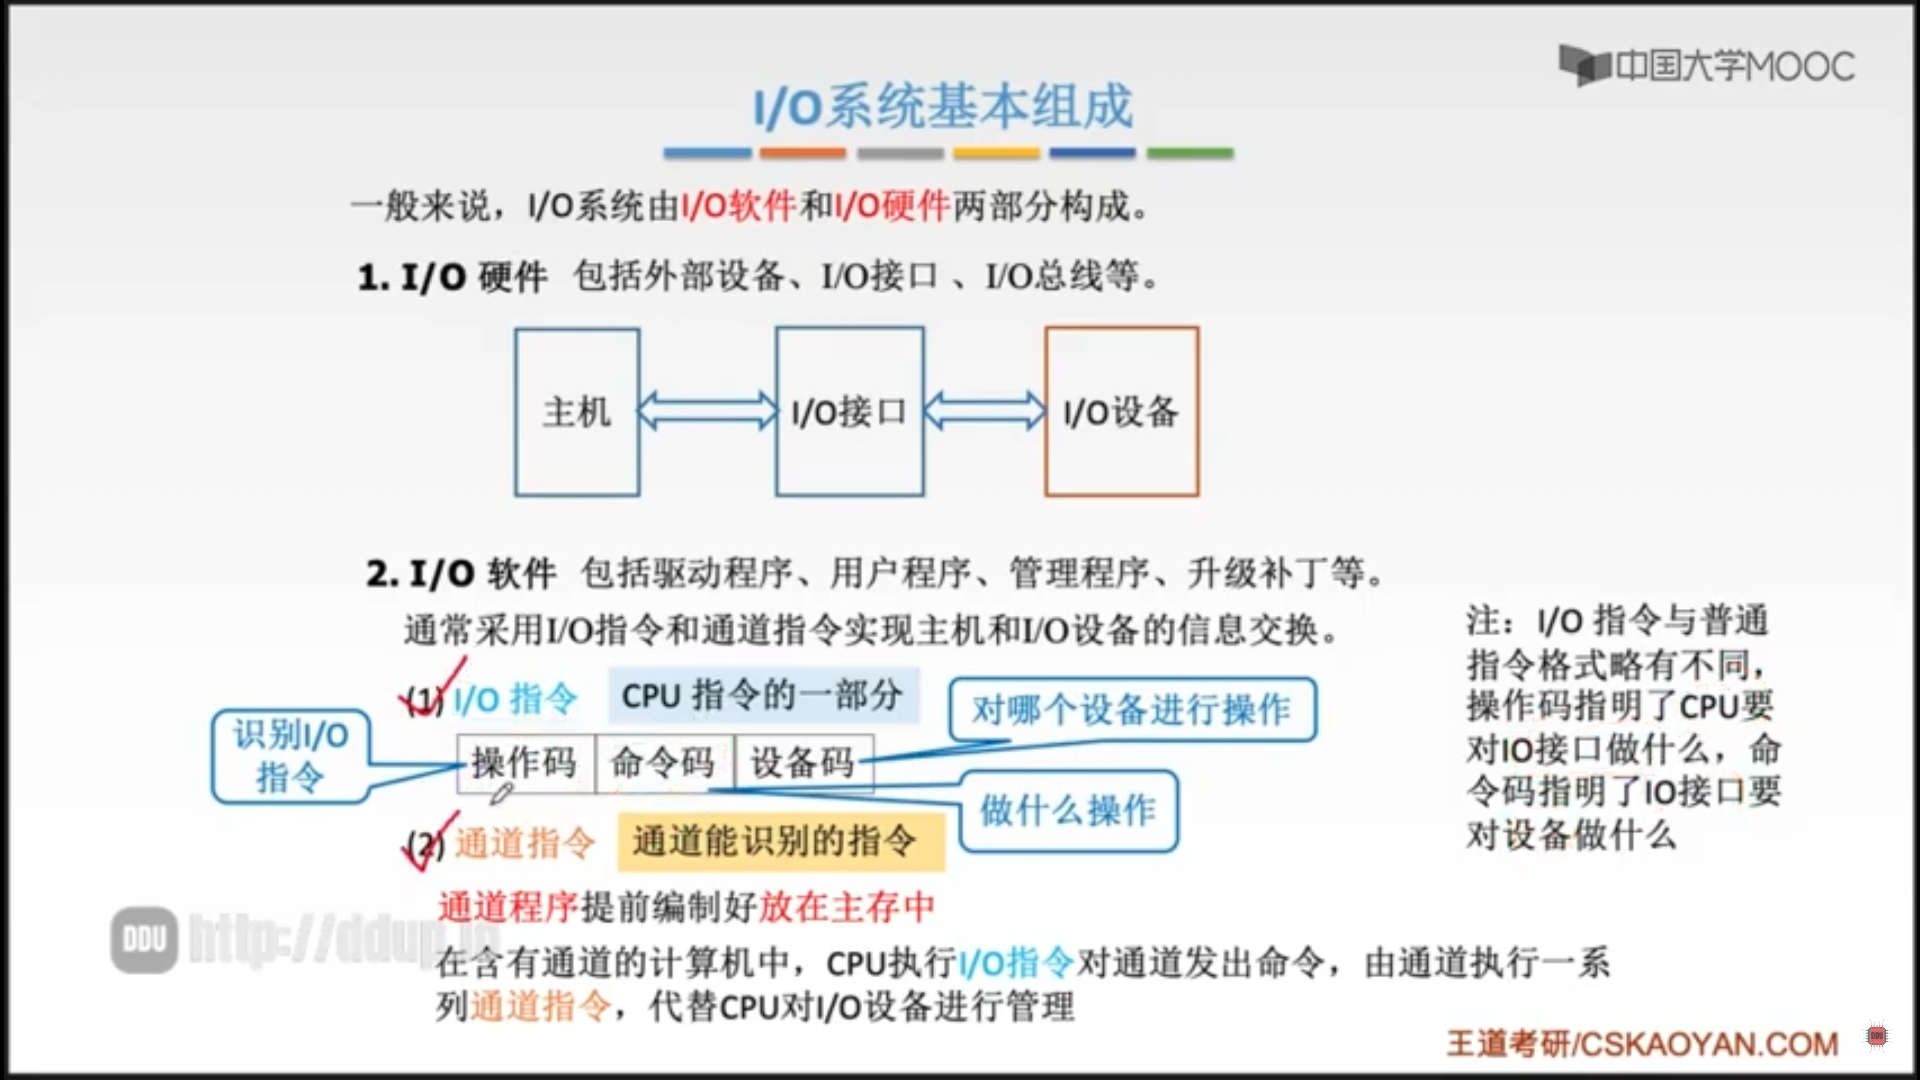 中国大学MOOC
I/O系统基本组成
一般来说，I/O系统由I/O软件和I/O硬件两部分构成。
1. I/O 硬件 包括外部设备、I/O接口 、I/O总线等。
主机
I/O接口
I/O设备
2. I/O 软件 包括驱动程序、用户程序、管理程序、升级补丁等。
通常采用I/O指令和通道指令实现主机和I/O设备的信息交换。
(1) I/O 指令 CPU 指令的一部分
对哪个设备进行操作
识别I/O
指令
操作码 命令码 设备码
做什么操作
(2) 通道指令 通道能识别的指令
通道程序提前编制好放在主存中
在含有通道的计算机中，CPU执行I/O指令对通道发出命令，由通道执行一系
列通道指令，代替CPU对I/O设备进行管理
注：I/O 指令与普通
指令格式略有不同，
操作码指明了CPU要
对IO接口做什么，命
令码指明了IO接口要
对设备做什么
DDU http://ddup.
王道考研/CSKAOYAN.COM